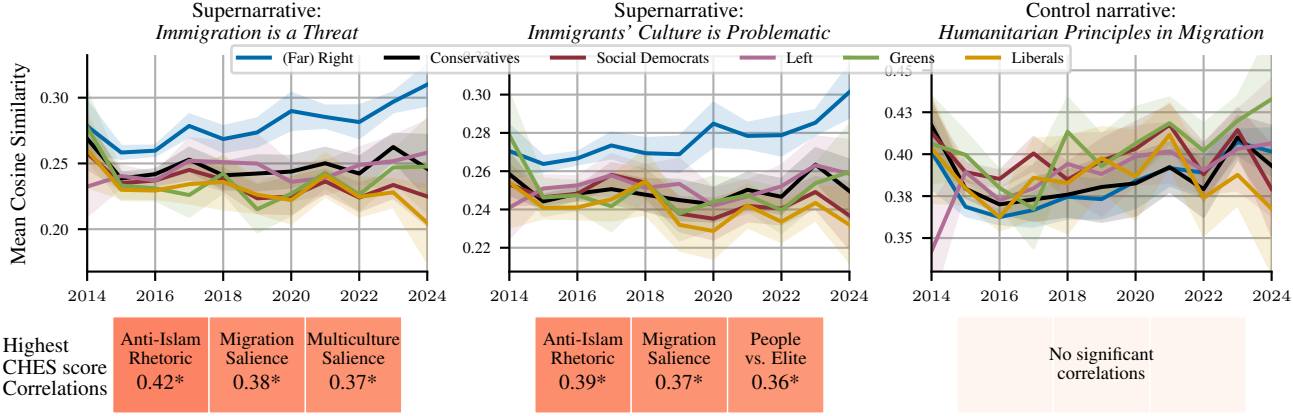 Supernarrative:
Immigration is a Threat
Supernarrative:
Immigrants' Culture is Problematic
Control narrative:
Humanitarian Principles in Migration
(Far) Right
Conservatives
Social Democrats
Left
Greens
Liberals
Mean Cosine Similarity
0.30
0.25
0.20
2014 2016 2018 2020 2022 2024
0.32
0.30
0.28
0.26
0.24
0.22
2014 2016 2018 2020 2022 2024
0.45
0.43
0.40
0.38
0.35
2014 2016 2018 2020 2022 2024
Highest
CHES score
Correlations
Anti-Islam
Rhetoric
0.42*
Migration
Salience
0.38*
Multiculture
Salience
0.37*
Anti-Islam
Rhetoric
0.39*
Migration
Salience
0.37*
People
vs. Elite
0.36*
No significant
correlations